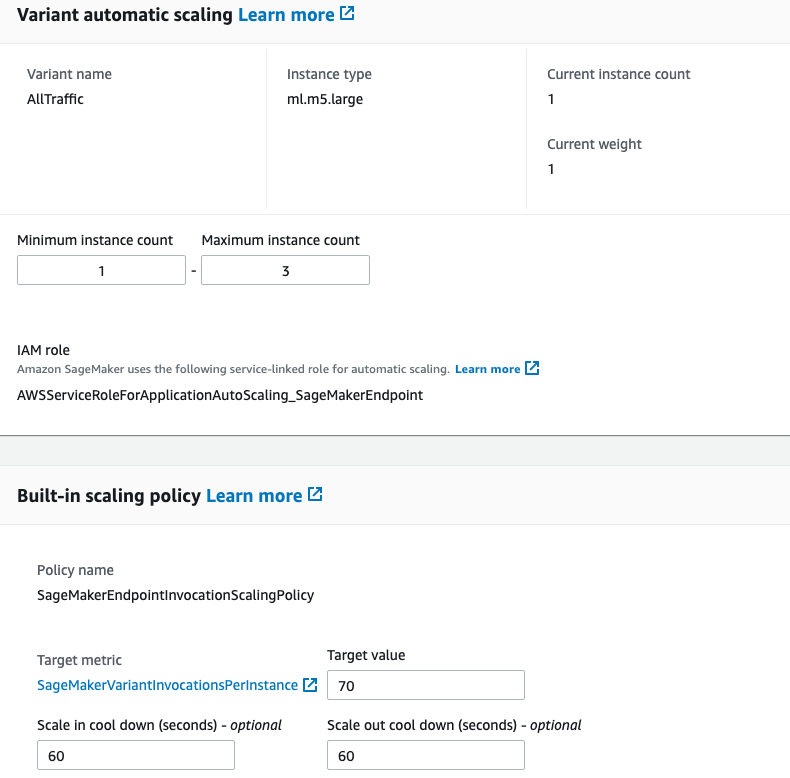 Variant automatic scaling Learn more
Variant name
AllTraffic
Instance type
ml.m5.large
Current instance count
1
Current weight
1
Minimum instance count Maximum instance count
1 - 3
IAM role
Amazon SageMaker uses the following service-linked role for automatic scaling. Learn more
AWSServiceRoleForApplicationAutoScaling_SageMakerEndpoint
Built-in scaling policy Learn more
Policy name
SageMakerEndpointInvocationScalingPolicy
Target metric
SageMakerVariantInvocationsPerInstance
Target value
70
Scale in cool down (seconds) - optional
60
Scale out cool down (seconds) - optional
60